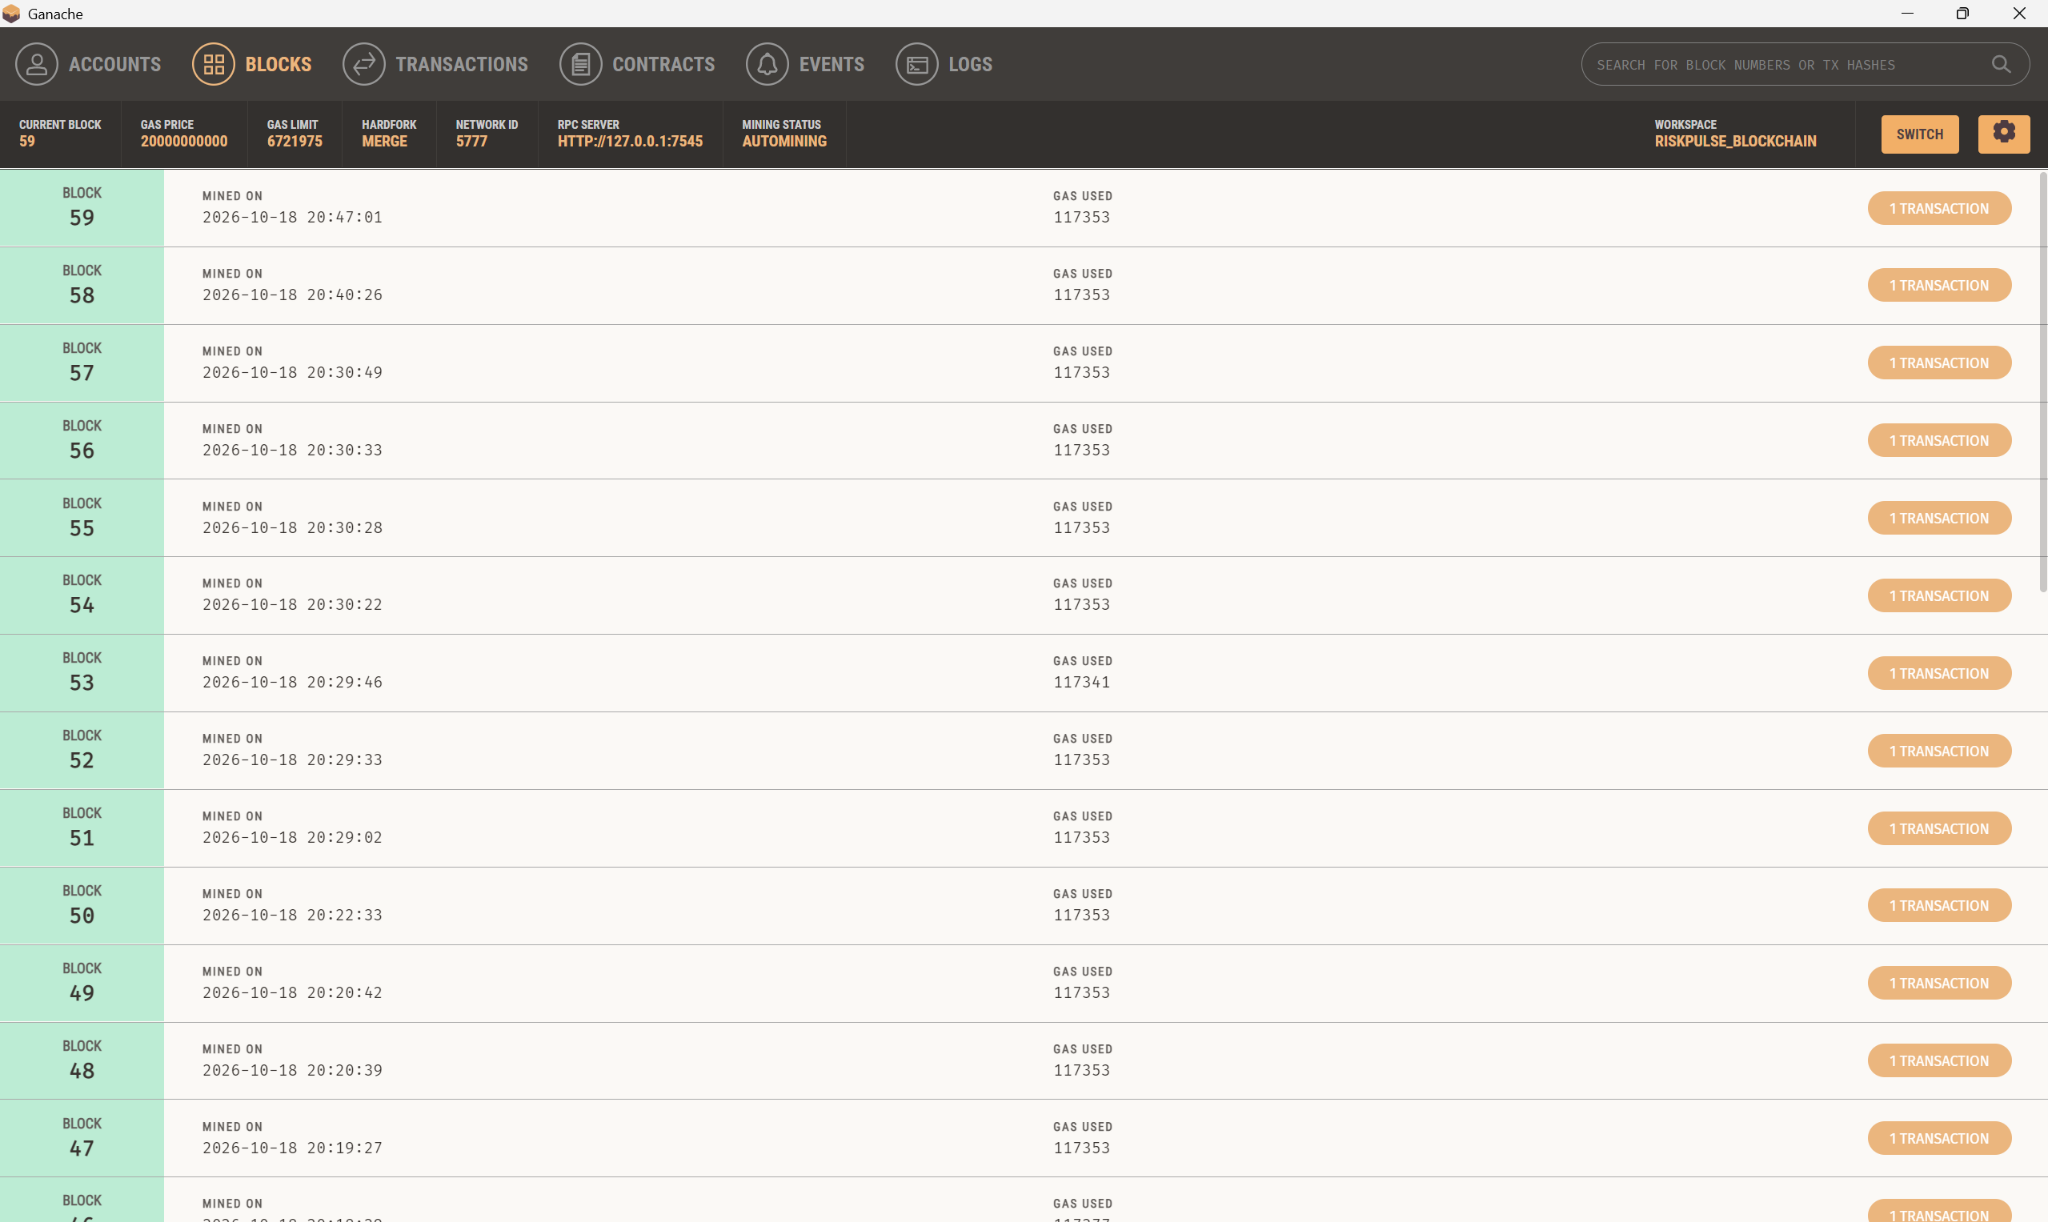 Ganache
ACCOUNTS BLOCKS TRANSACTIONS CONTRACTS EVENTS LOGS SEARCH FOR BLOCK NUMBERS OR TX HASHES
CURRENT BLOCK GAS PRICE GAS LIMIT HARDFORK NETWORK ID RPC SERVER MINING STATUS WORKSPACE
59 20000000000 6721975 MERGE 5777 HTTP://127.0.0.1:7545 AUTOMINING RISKPULSE_BLOCKCHAIN SWITCH
BLOCK MINED ON GAS USED
59 2026-10-18 20:47:01 117353 1 TRANSACTION
BLOCK MINED ON GAS USED
58 2026-10-18 20:40:26 117353 1 TRANSACTION
BLOCK MINED ON GAS USED
57 2026-10-18 20:30:49 117353 1 TRANSACTION
BLOCK MINED ON GAS USED
56 2026-10-18 20:30:33 117353 1 TRANSACTION
BLOCK MINED ON GAS USED
55 2026-10-18 20:30:28 117353 1 TRANSACTION
BLOCK MINED ON GAS USED
54 2026-10-18 20:30:22 117353 1 TRANSACTION
BLOCK MINED ON GAS USED
53 2026-10-18 20:29:46 117341 1 TRANSACTION
BLOCK MINED ON GAS USED
52 2026-10-18 20:29:33 117353 1 TRANSACTION
BLOCK MINED ON GAS USED
51 2026-10-18 20:29:02 117353 1 TRANSACTION
BLOCK MINED ON GAS USED
50 2026-10-18 20:22:33 117353 1 TRANSACTION
BLOCK MINED ON GAS USED
49 2026-10-18 20:20:42 117353 1 TRANSACTION
BLOCK MINED ON GAS USED
48 2026-10-18 20:20:39 117353 1 TRANSACTION
BLOCK MINED ON GAS USED
47 2026-10-18 20:19:27 117353 1 TRANSACTION
BLOCK MINED ON GAS USED
1 TRANSACTION